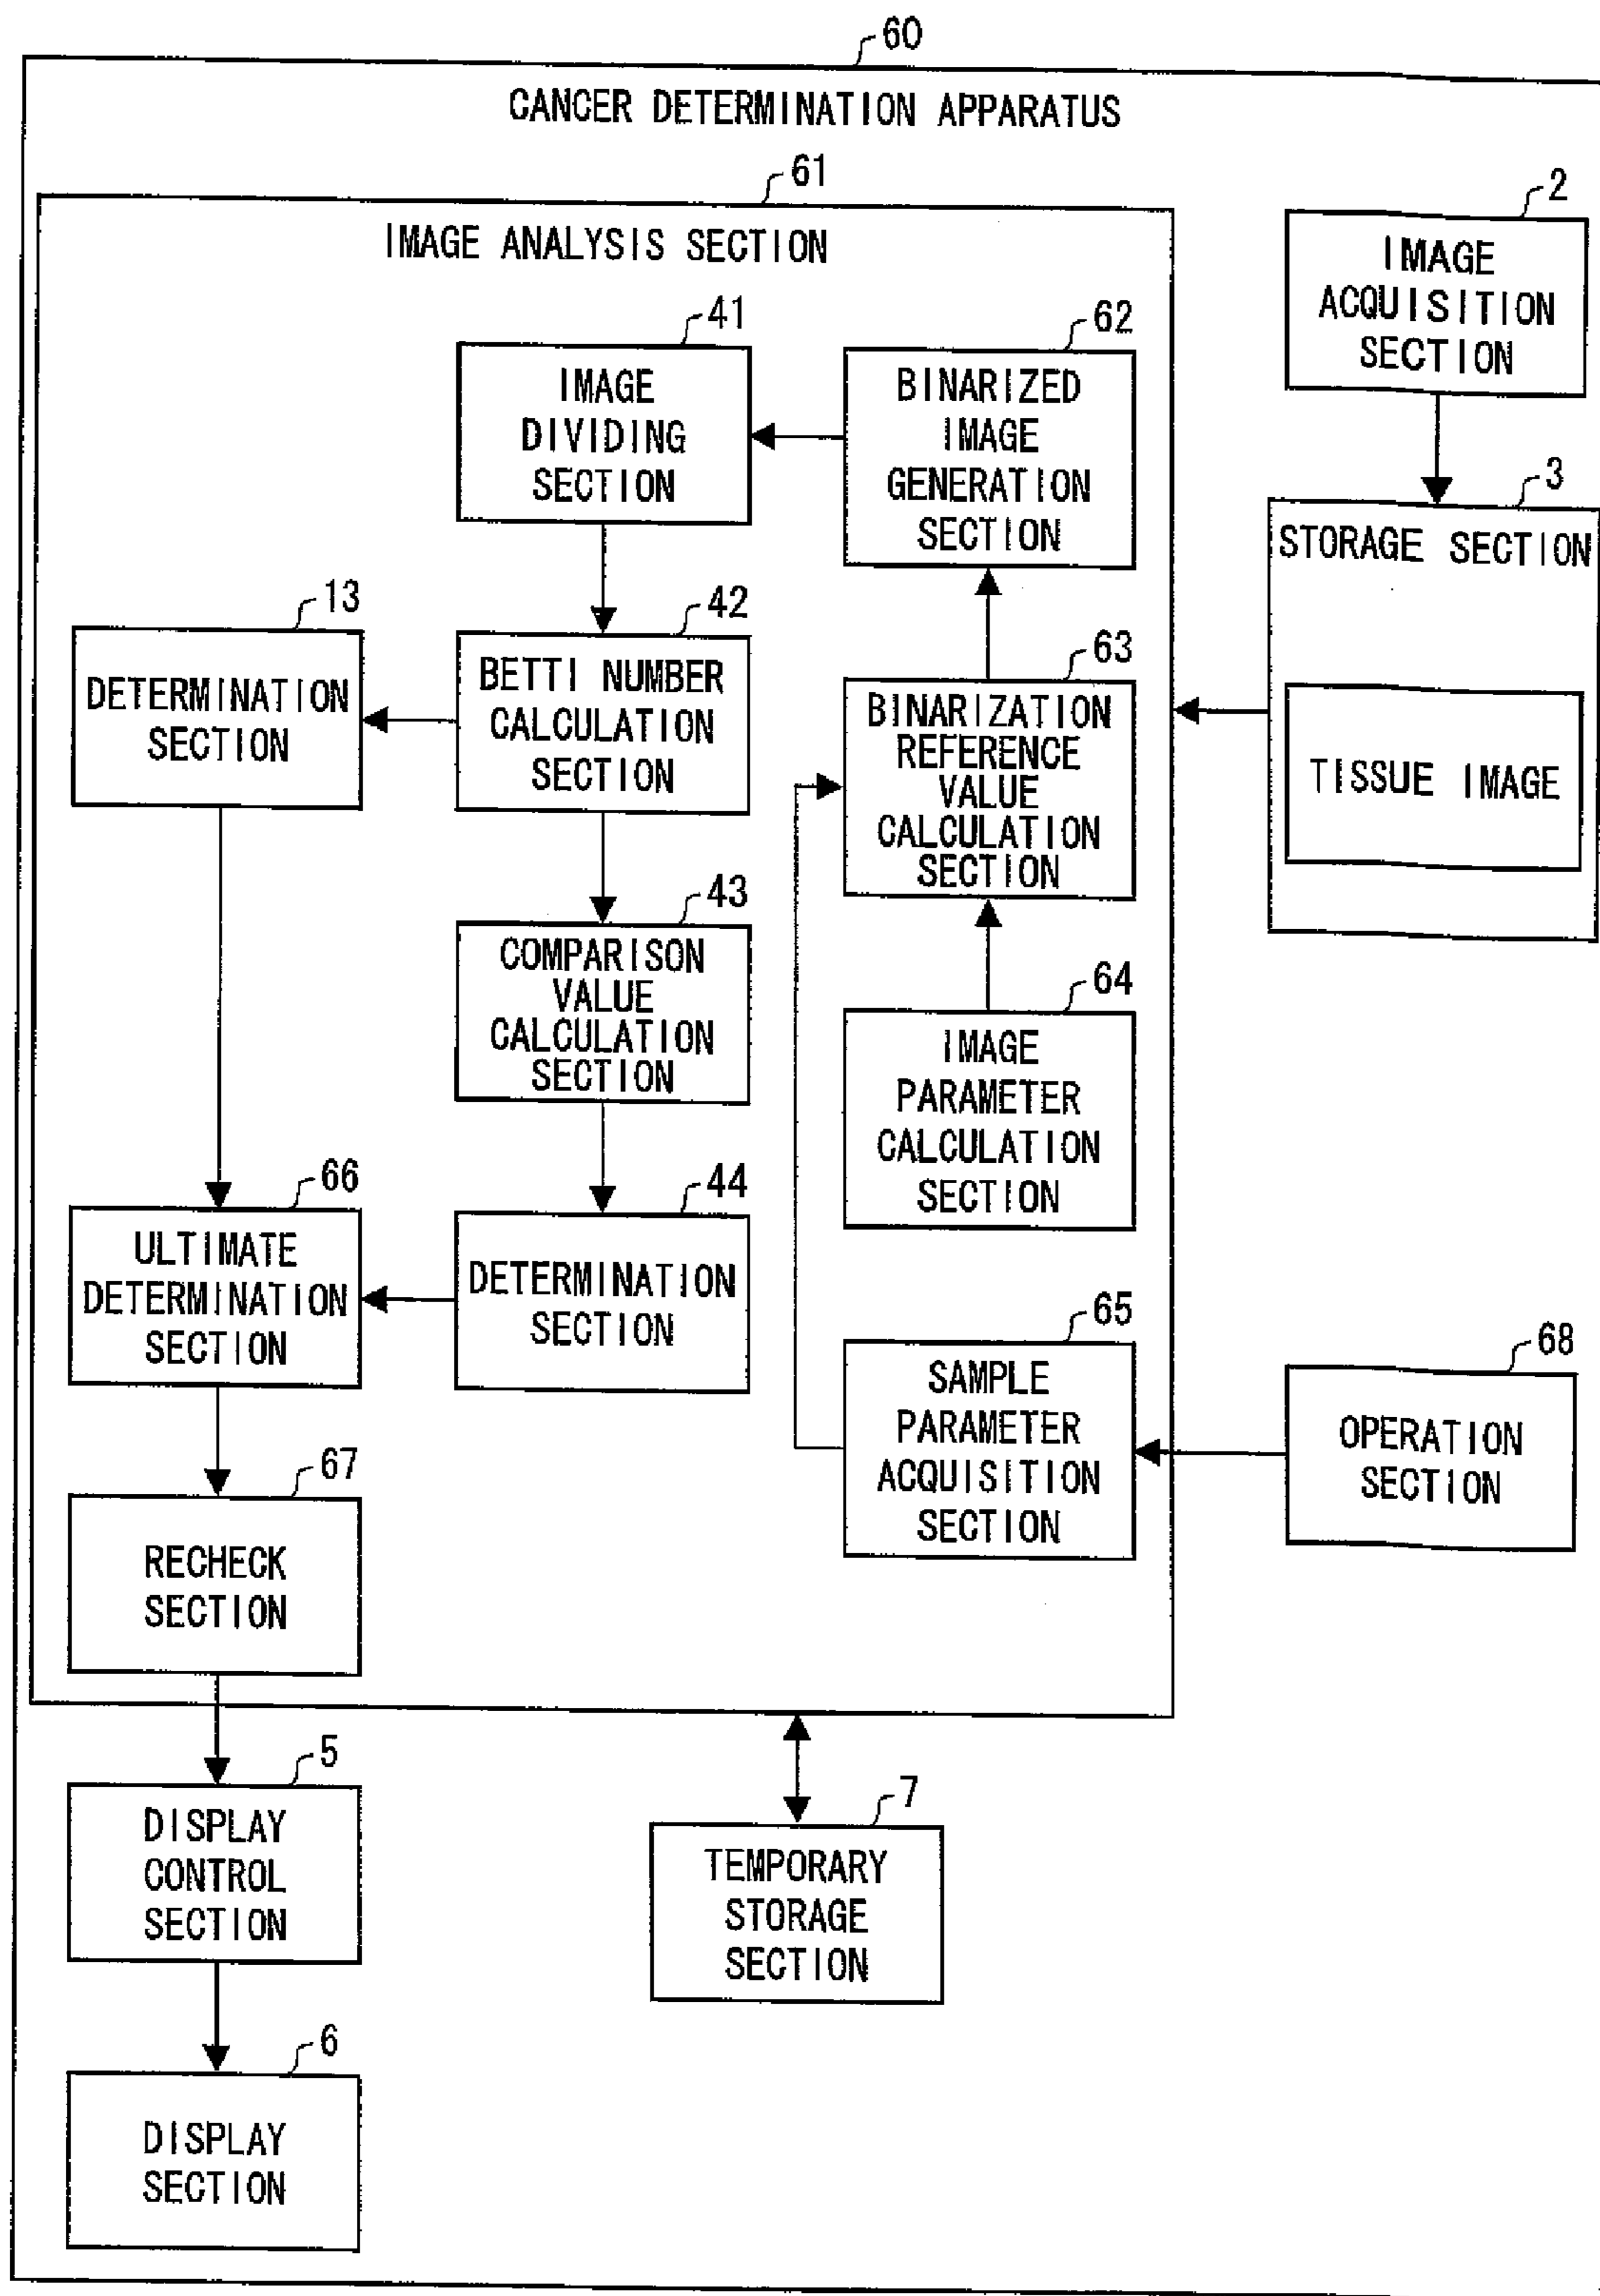 60
CANCER DETERMINATION APPARATUS
61
IMAGE ANALYSIS SECTION
2
IMAGE
ACQUISITION
SECTION
41
IMAGE
DIVIDING
SECTION
62
BINARIZED
IMAGE
GENERATION
SECTION
3
STORAGE SECTION
TISSUE IMAGE
13
DETERMINATION
SECTION
42
BETTI NUMBER
CALCULATION
SECTION
63
BINARIZATION
REFERENCE
VALUE
CALCULATION
SECTION
43
COMPARISON
VALUE
CALCULATION
SECTION
64
IMAGE
PARAMETER
CALCULATION
SECTION
66
ULTIMATE
DETERMINATION
SECTION
44
DETERMINATION
SECTION
65
SAMPLE
PARAMETER
ACQUISITION
SECTION
68
OPERATION
SECTION
67
RECHECK
SECTION
5
DISPLAY
CONTROL
SECTION
7
TEMPORARY
STORAGE
SECTION
6
DISPLAY
SECTION